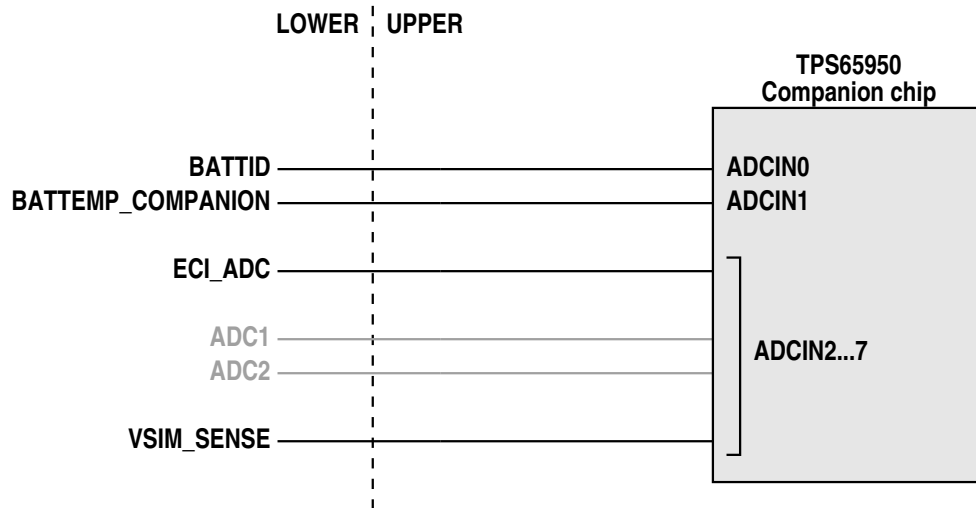 LOWER UPPER
TPS65950
Companion chip
BATTID ADCIN0
BATTEMP_COMPANION ADCIN1
ECI_ADC
ADC1
ADCIN2...7
ADC2
VSIM_SENSE